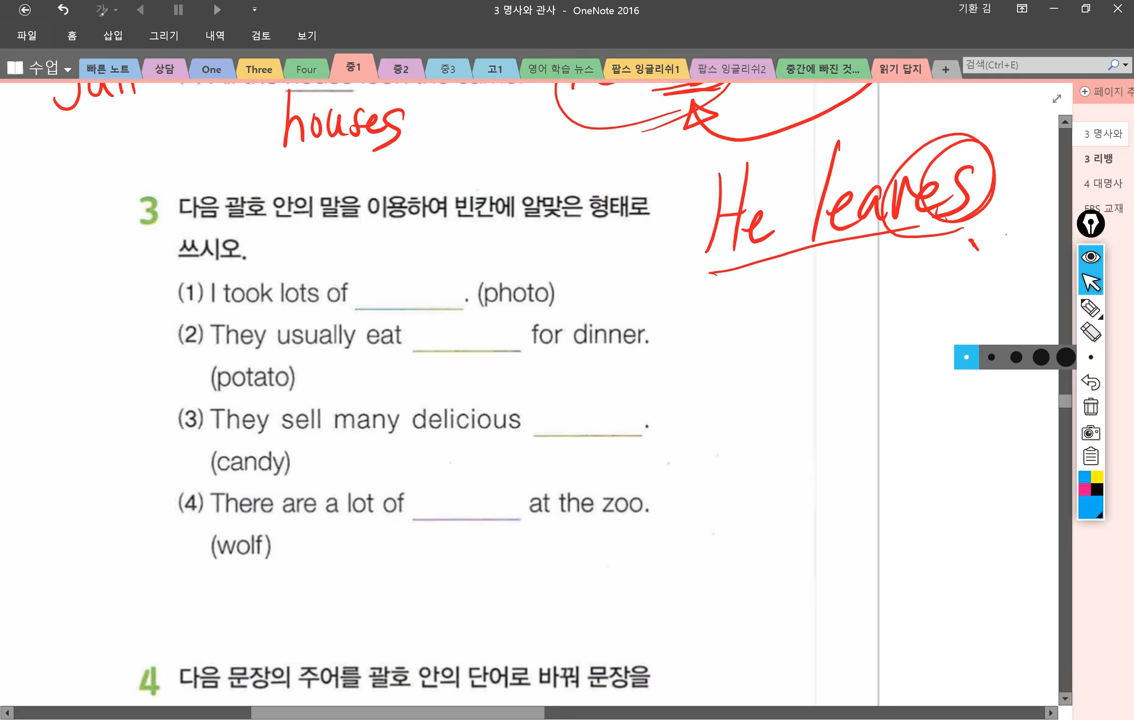 3 명사와 관사 - OneNote 2016
기환 김
파일 홈 삽입 그리기 내역 검토 보기
수업 빠른 노트 상담 One Three Four 중1 중2 중3 고1 영어 학습 뉴스 팝스 잉글리쉬1 팝스 잉글리쉬2 중간에 빠진 것... 읽기 답지 + 검색(Ctrl+E)
페이지 추
3 명사와
3 리뱅
4 대명사
EBS 교재
houses
He leaves
3 다음 괄호 안의 말을 이용하여 빈칸에 알맞은 형태로
쓰시오.
(1) I took lots of ________. (photo)
(2) They usually eat ________ for dinner.
(potato)
(3) They sell many delicious ________.
(candy)
(4) There are a lot of ________ at the zoo.
(wolf)
4 다음 문장의 주어를 괄호 안의 단어로 바꿔 문장을